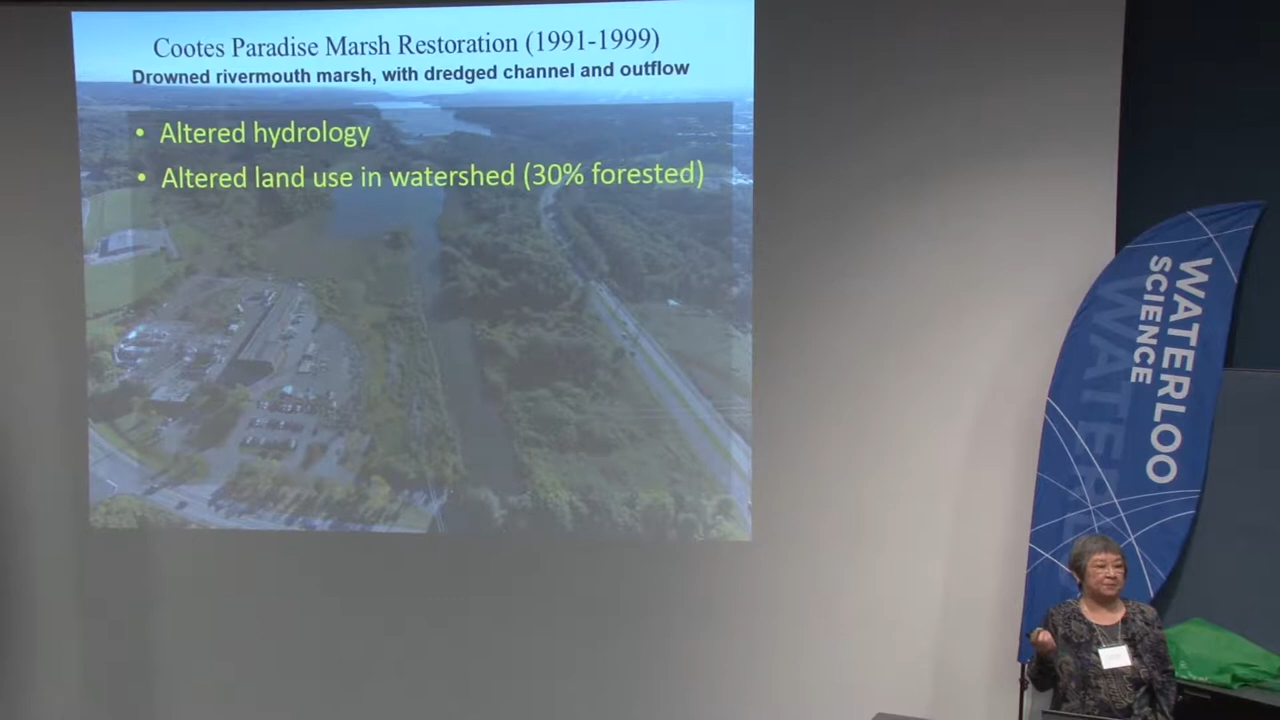 Cootes Paradise Marsh Restoration (1991-1999)
Drowned rivermouth marsh, with dredged channel and outflow
• Altered hydrology
• Altered land use in watershed (30% forested)
WATERLOO
SCIENCE